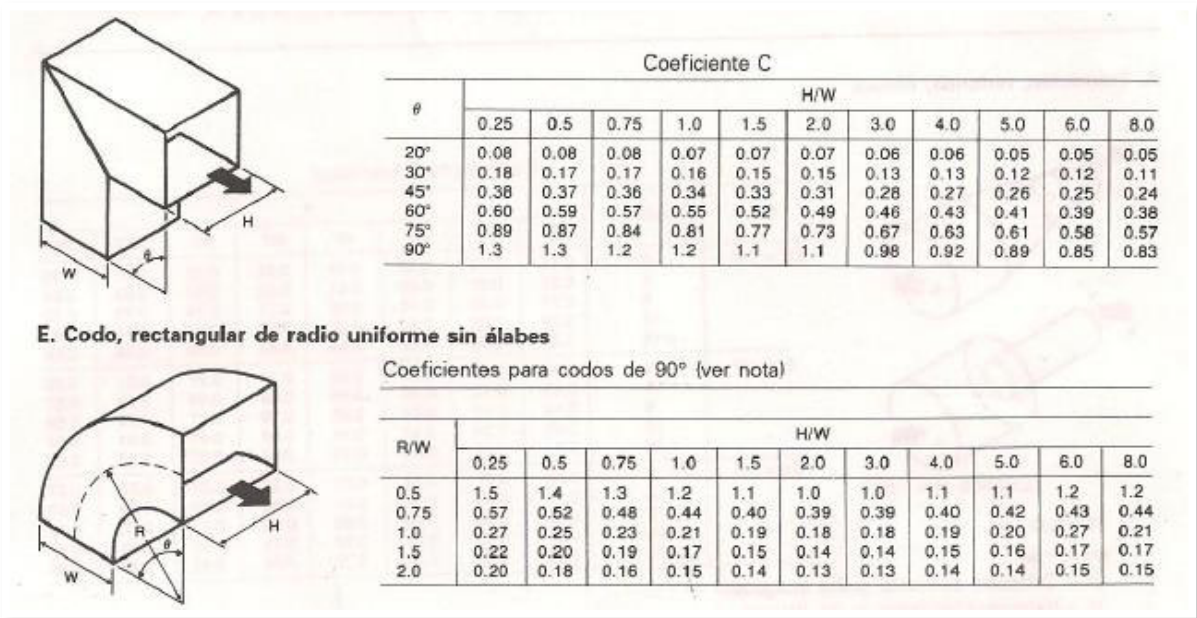 Coeficiente C
θ
H/W
0.25 0.5 0.75 1.0 1.5 2.0 3.0 4.0 5.0 6.0 8.0
20° 0.08 0.08 0.08 0.07 0.07 0.07 0.06 0.06 0.05 0.05 0.05
30° 0.18 0.17 0.17 0.16 0.15 0.15 0.13 0.13 0.12 0.12 0.11
45° 0.38 0.37 0.36 0.34 0.33 0.31 0.28 0.27 0.26 0.25 0.24
60° 0.60 0.59 0.57 0.55 0.52 0.49 0.46 0.43 0.41 0.39 0.38
75° 0.89 0.87 0.84 0.81 0.77 0.73 0.67 0.63 0.61 0.58 0.57
90° 1.3 1.3 1.2 1.2 1.1 1.1 0.98 0.92 0.89 0.85 0.83
H
θ
W
E. Codo, rectangular de radio uniforme sin álabes
Coeficientes para codos de 90° (ver nota)
R/W
H/W
0.25 0.5 0.75 1.0 1.5 2.0 3.0 4.0 5.0 6.0 8.0
0.5 1.5 1.4 1.3 1.2 1.1 1.0 1.0 1.1 1.1 1.2 1.2
0.75 0.57 0.52 0.48 0.44 0.40 0.39 0.39 0.40 0.42 0.43 0.44
1.0 0.27 0.25 0.23 0.21 0.19 0.18 0.18 0.19 0.20 0.27 0.21
1.5 0.22 0.20 0.19 0.17 0.15 0.14 0.14 0.15 0.16 0.17 0.17
2.0 0.20 0.18 0.16 0.15 0.14 0.13 0.13 0.14 0.14 0.15 0.15
R
H
θ
W